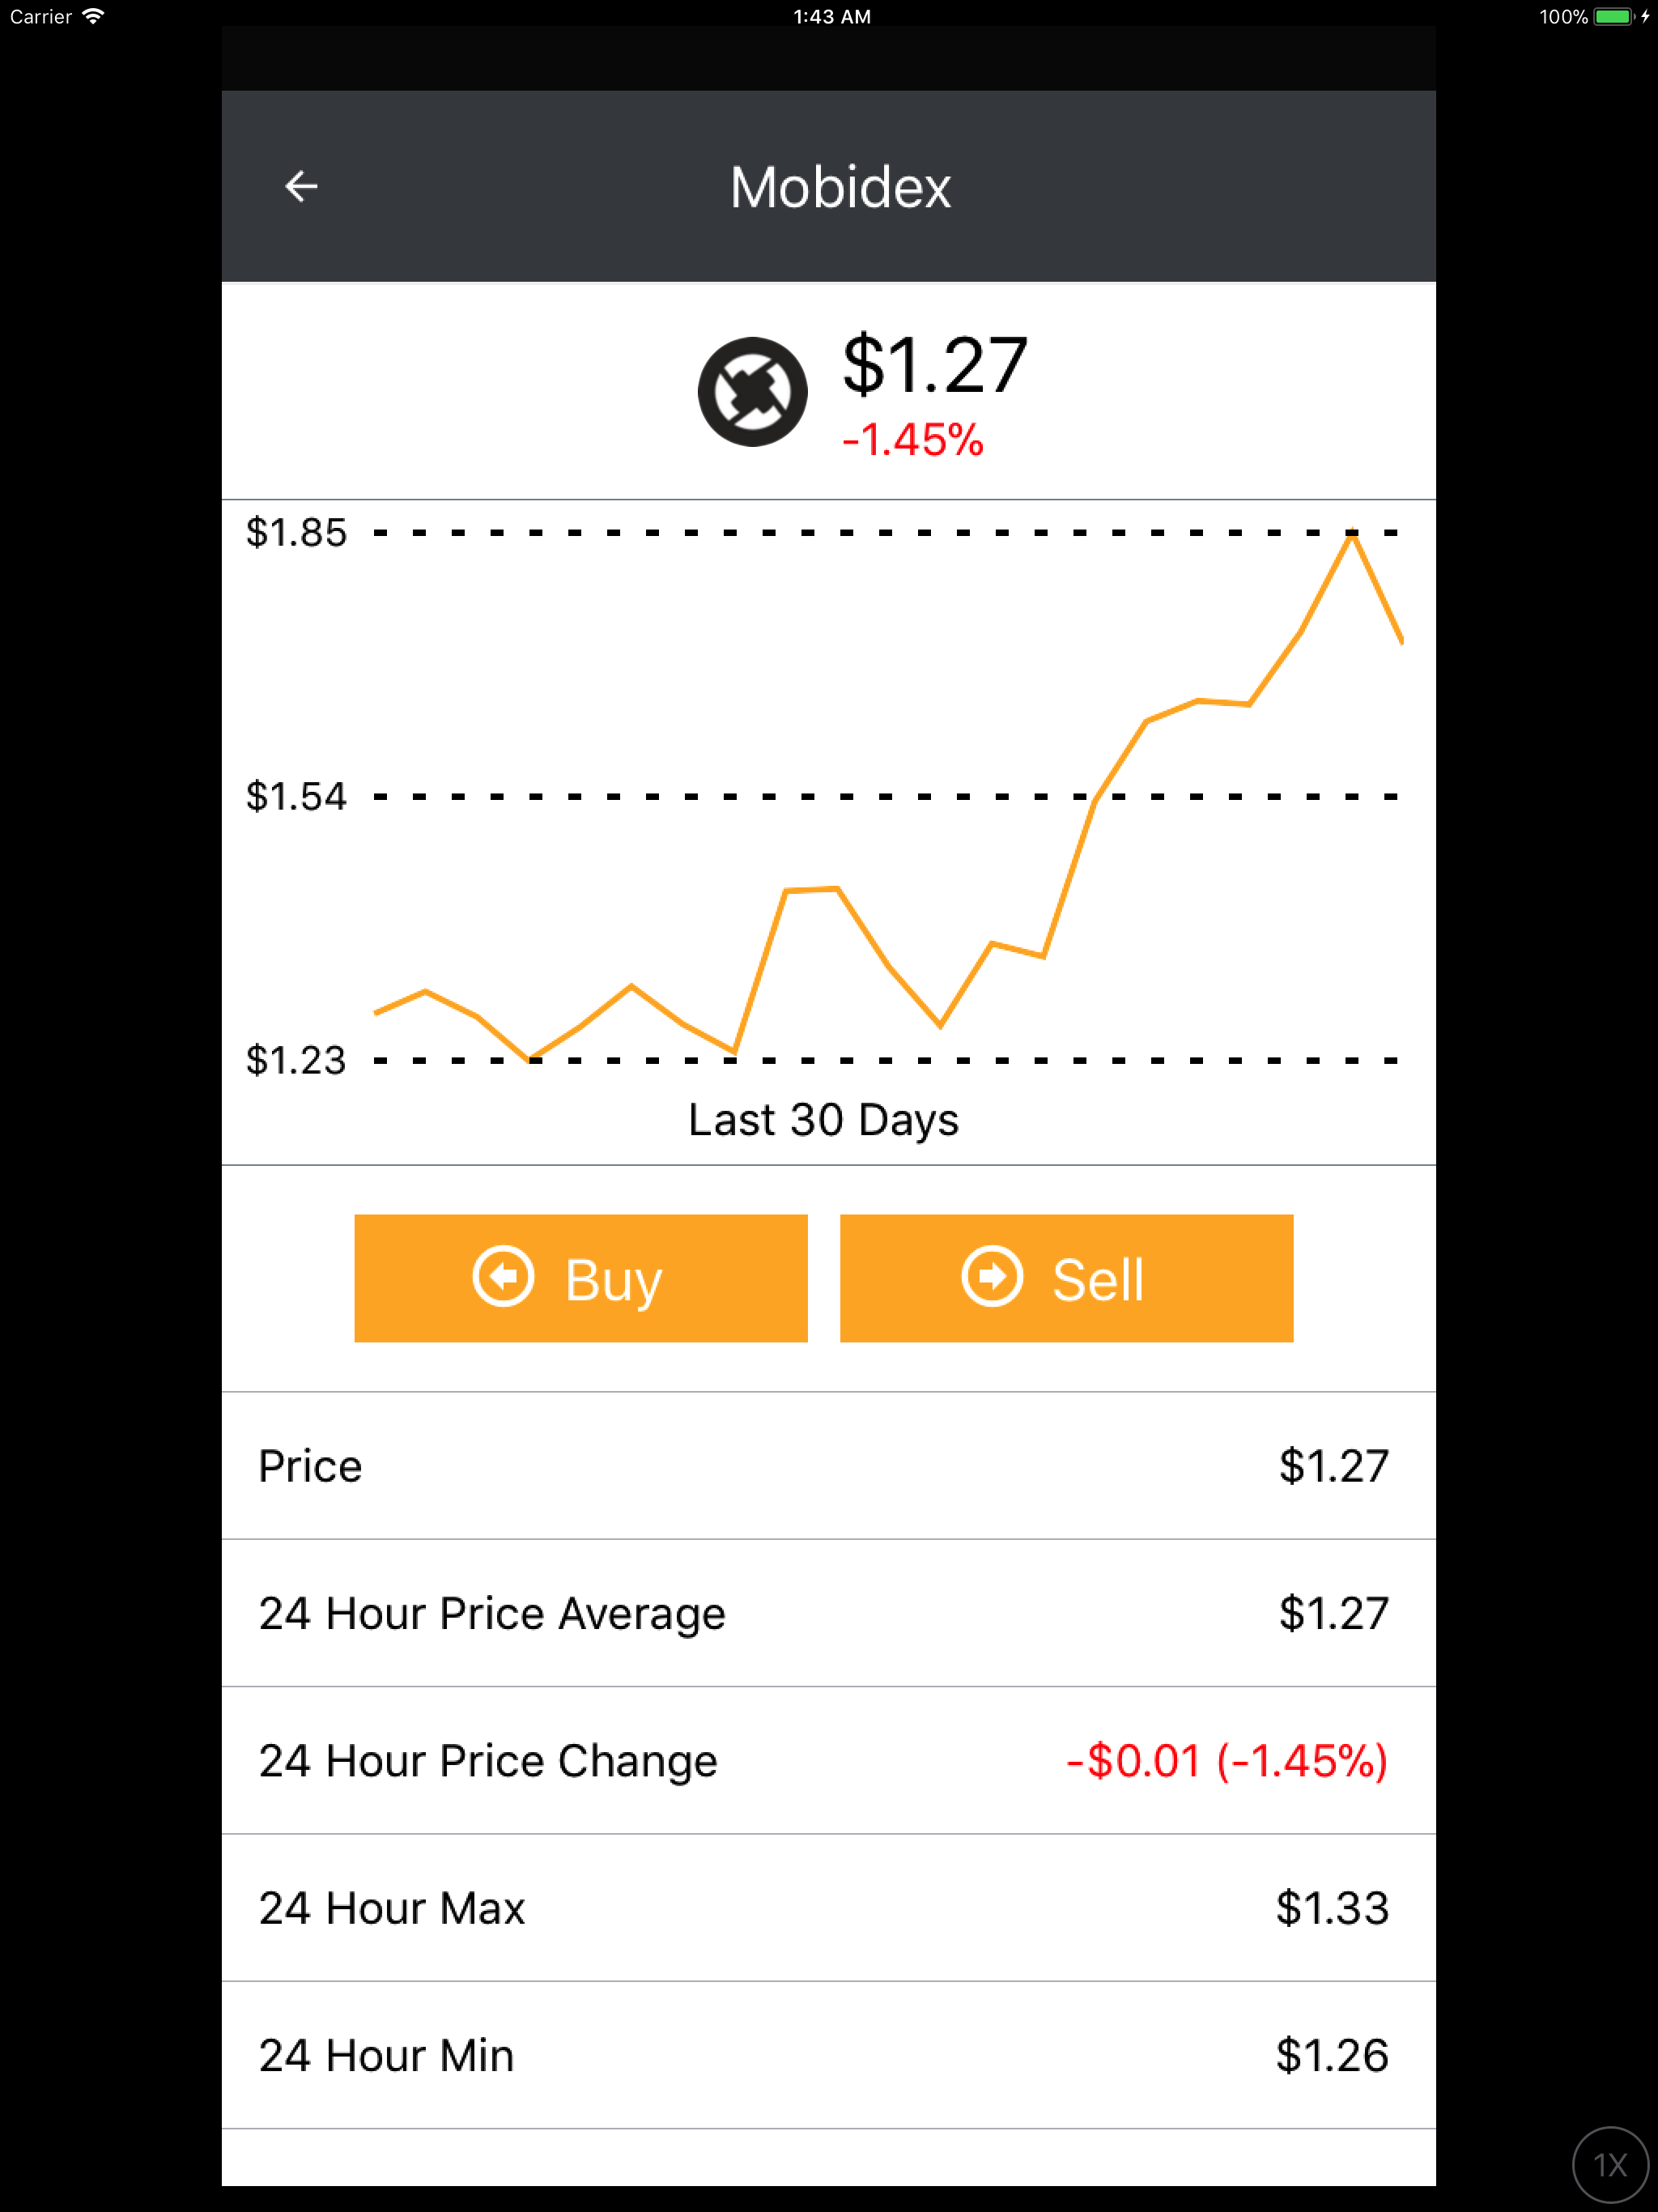 Carrier 1:43 AM 100%
Mobidex
$1.27
-1.45%
$1.85
$1.54
$1.23
Last 30 Days
Buy Sell
Price $1.27
24 Hour Price Average $1.27
24 Hour Price Change -$0.01 (-1.45%)
24 Hour Max $1.33
24 Hour Min $1.26
1X